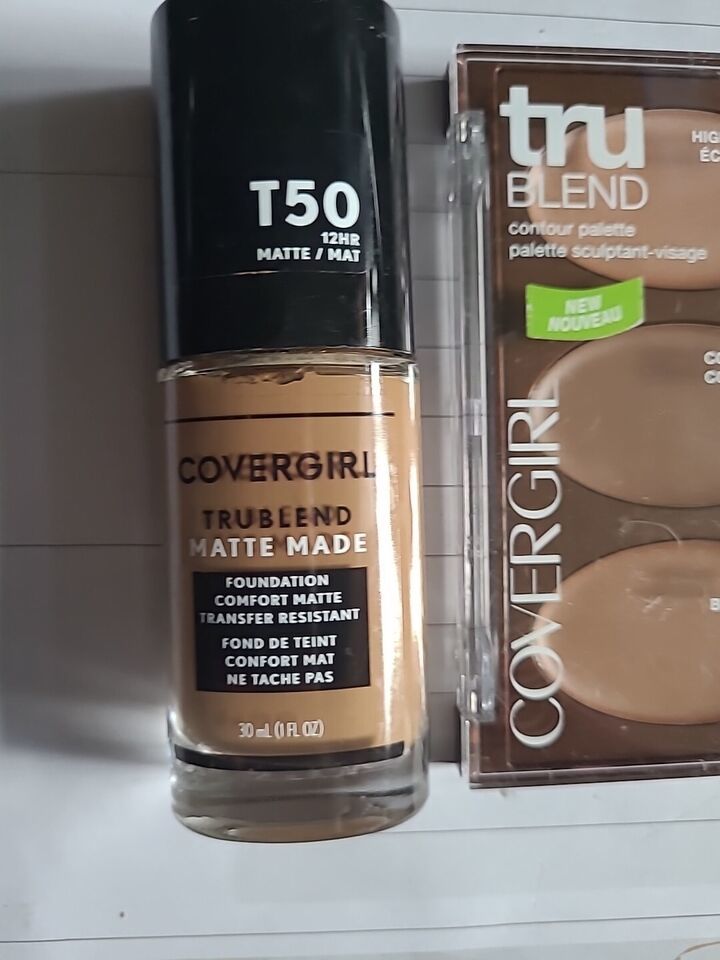 T50
12HR
MATTE / MAT
COVERGIRL
TRUBLEND
MATTE MADE
FOUNDATION
COMFORT MATTE
TRANSFER RESISTANT
FOND DE TEINT
CONFORT MAT
NE TACHE PAS
30 mL (1 FL OZ)
tru
BLEND
contour palette
palette sculptant-visage
NEW
NOUVEAU
COVERGIRL